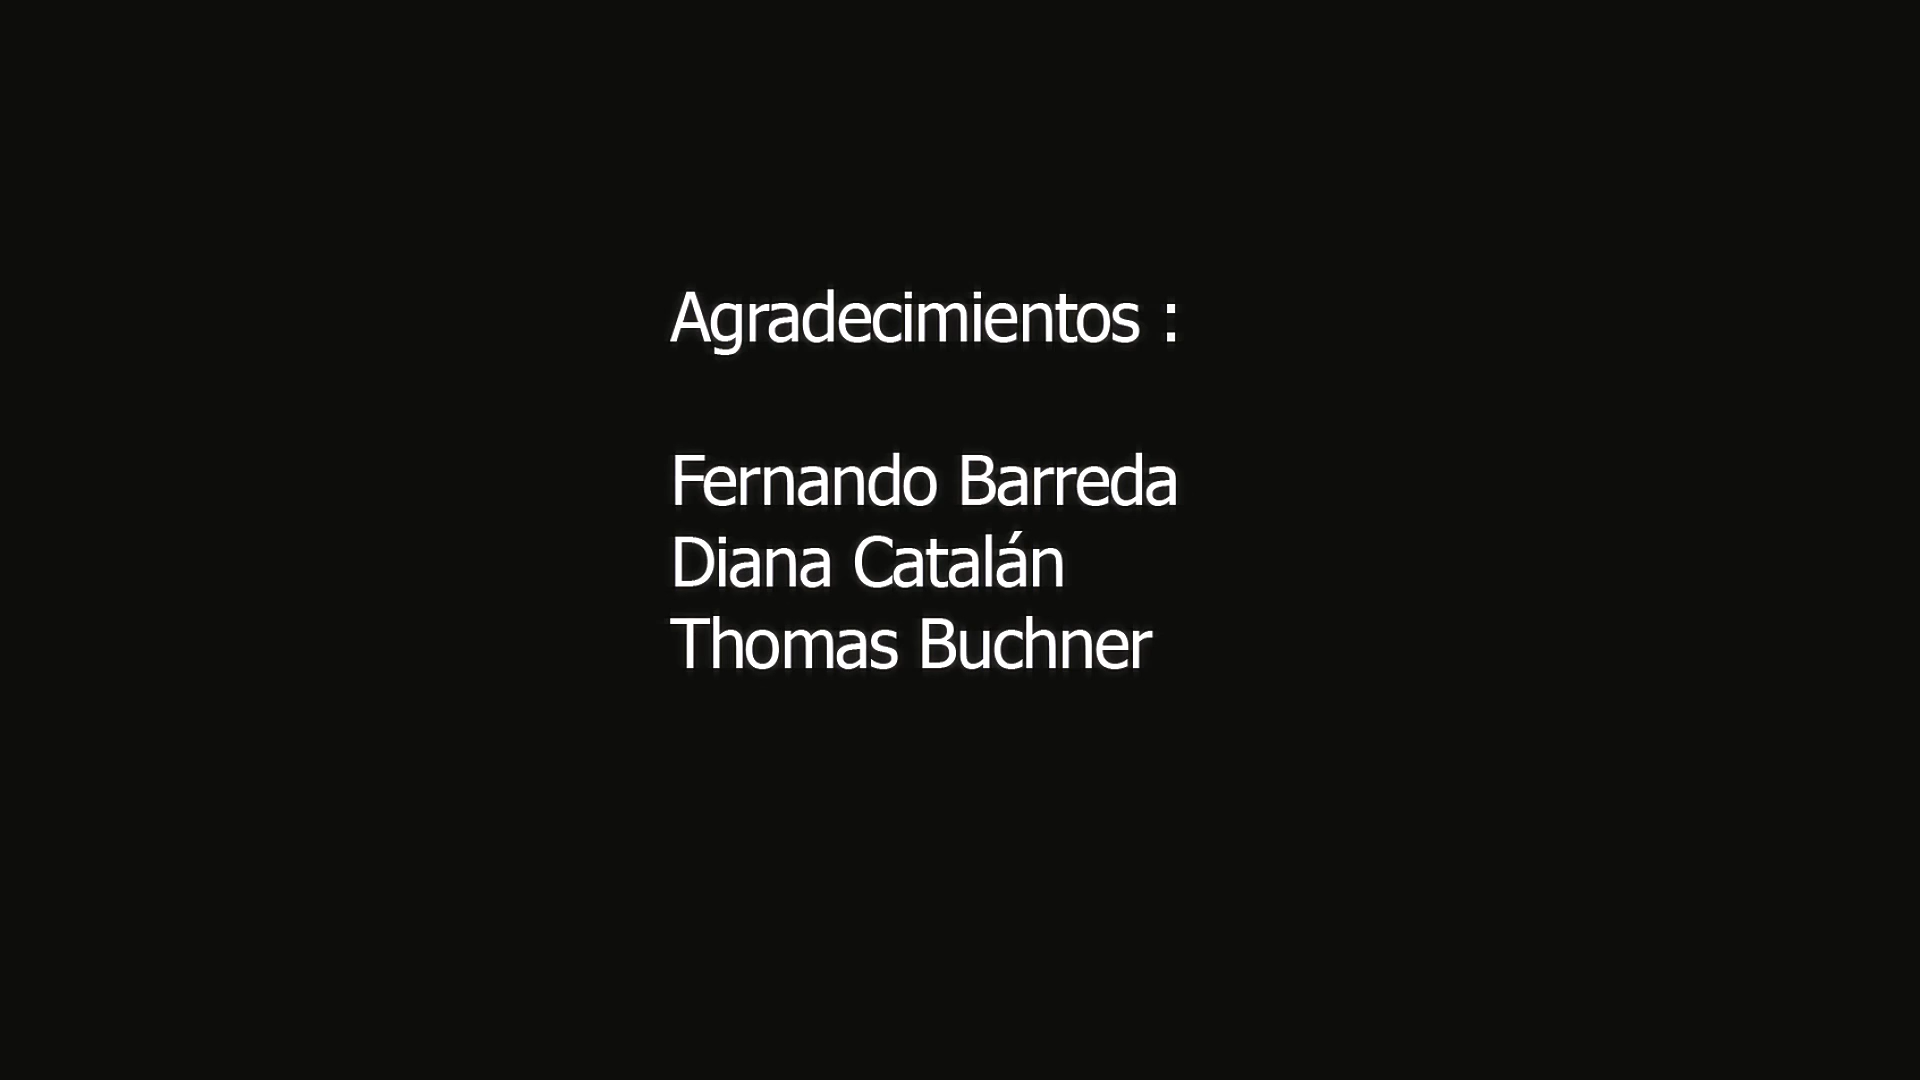 Agradecimientos :
Fernando Barreda
Diana Catalán
Thomas Buchner